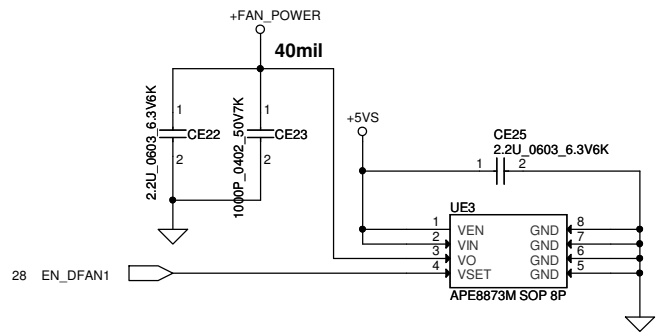 +FAN_POWER
40mil
1
CE22
2
2.2U_0603_6.3V6K
1
CE23
2
1000P_0402_50V7K
+5VS
CE25
2.2U_0603_6.3V6K
1 2
UE3
1 VEN GND 8
2 VIN GND 7
3 VO GND 6
4 VSET GND 5
APE8873M SOP 8P
28 EN_DFAN1